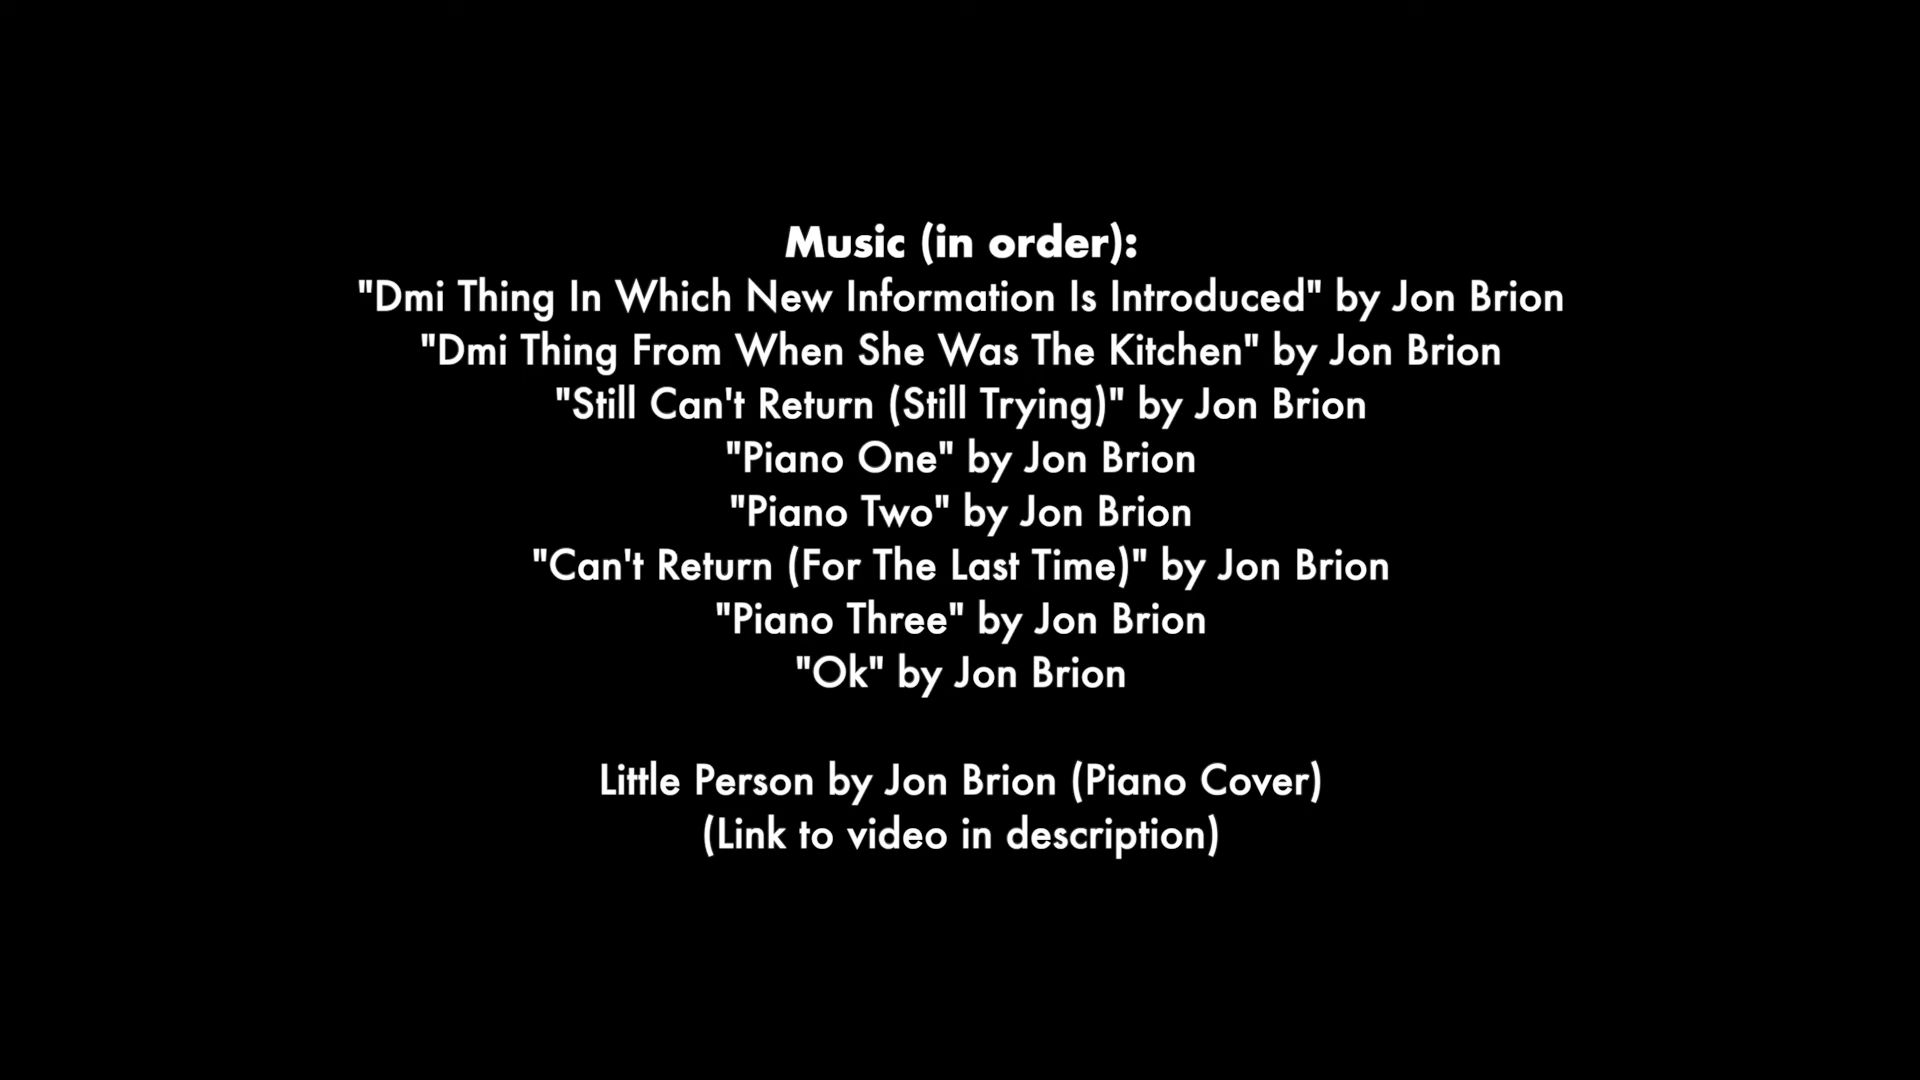 Music (in order):
"Dmi Thing In Which New Information Is Introduced" by Jon Brion
"Dmi Thing From When She Was The Kitchen" by Jon Brion
"Still Can't Return (Still Trying)" by Jon Brion
"Piano One" by Jon Brion
"Piano Two" by Jon Brion
"Can't Return (For The Last Time)" by Jon Brion
"Piano Three" by Jon Brion
"Ok" by Jon Brion
Little Person by Jon Brion (Piano Cover)
(Link to video in description)